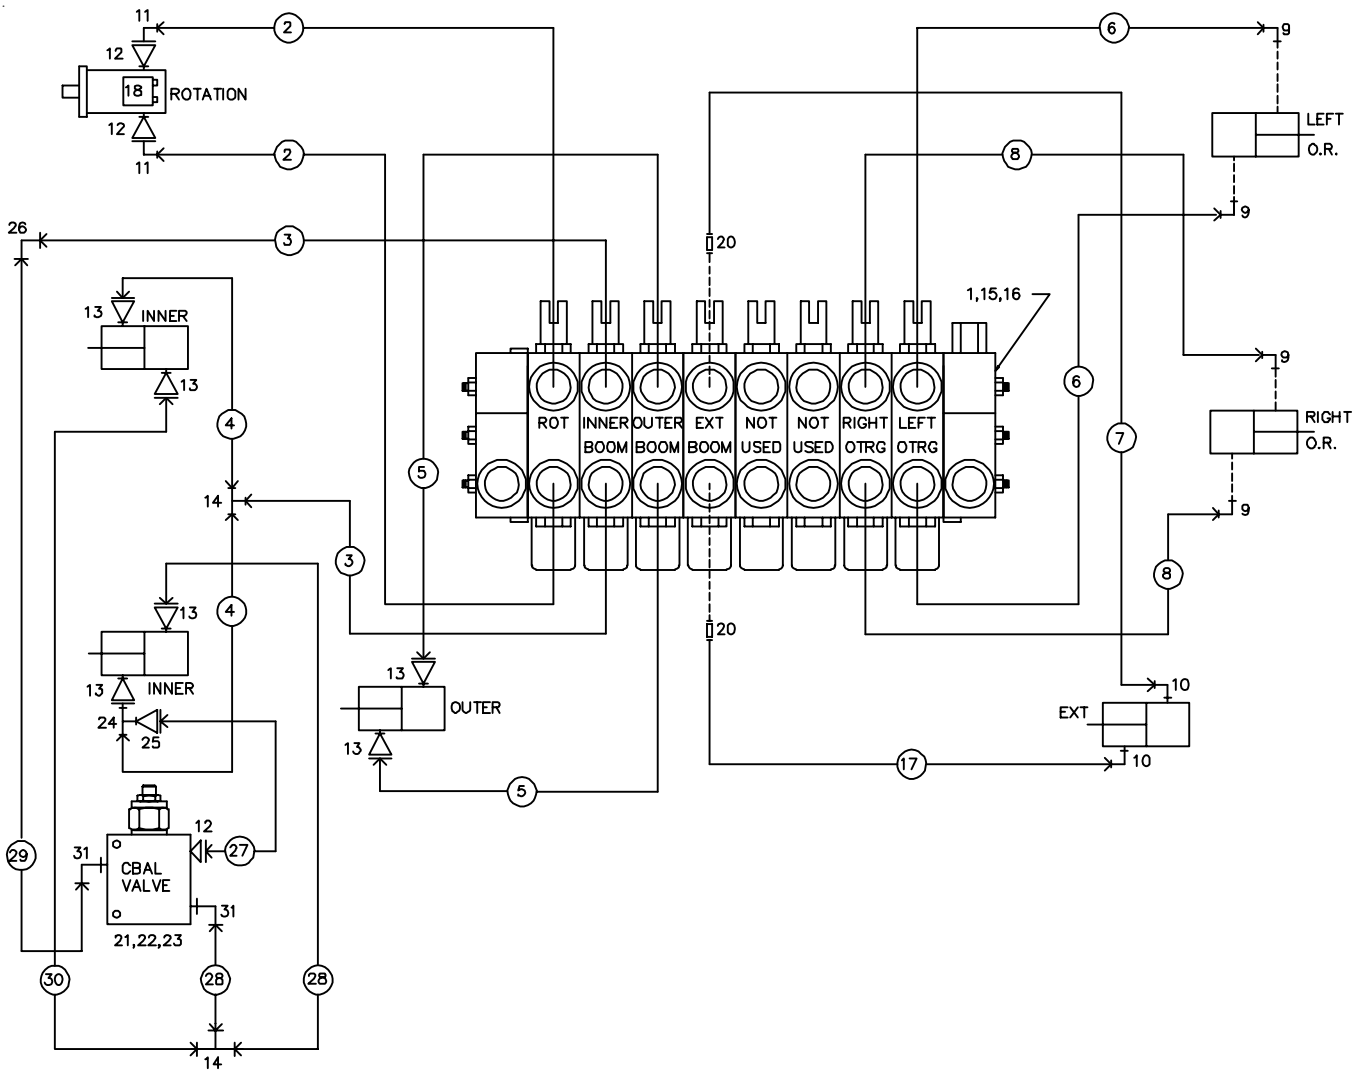 11
2
6
9
12
18
ROTATION
LEFT
O.R.
12
11
2
8
26
3
20
9
1,15,16
13
INNER
9
13
6
4
ROT
INNER
BOOM
OUTER
BOOM
EXT
BOOM
NOT
USED
NOT
USED
RIGHT
OTRG
LEFT
OTRG
RIGHT
O.R.
7
5
14
9
3
8
4
13
20
13
INNER
13
OUTER
10
EXT
24
25
13
10
17
5
12
29
31
CBAL
VALVE
27
31
21,22,23
30
28
28
14